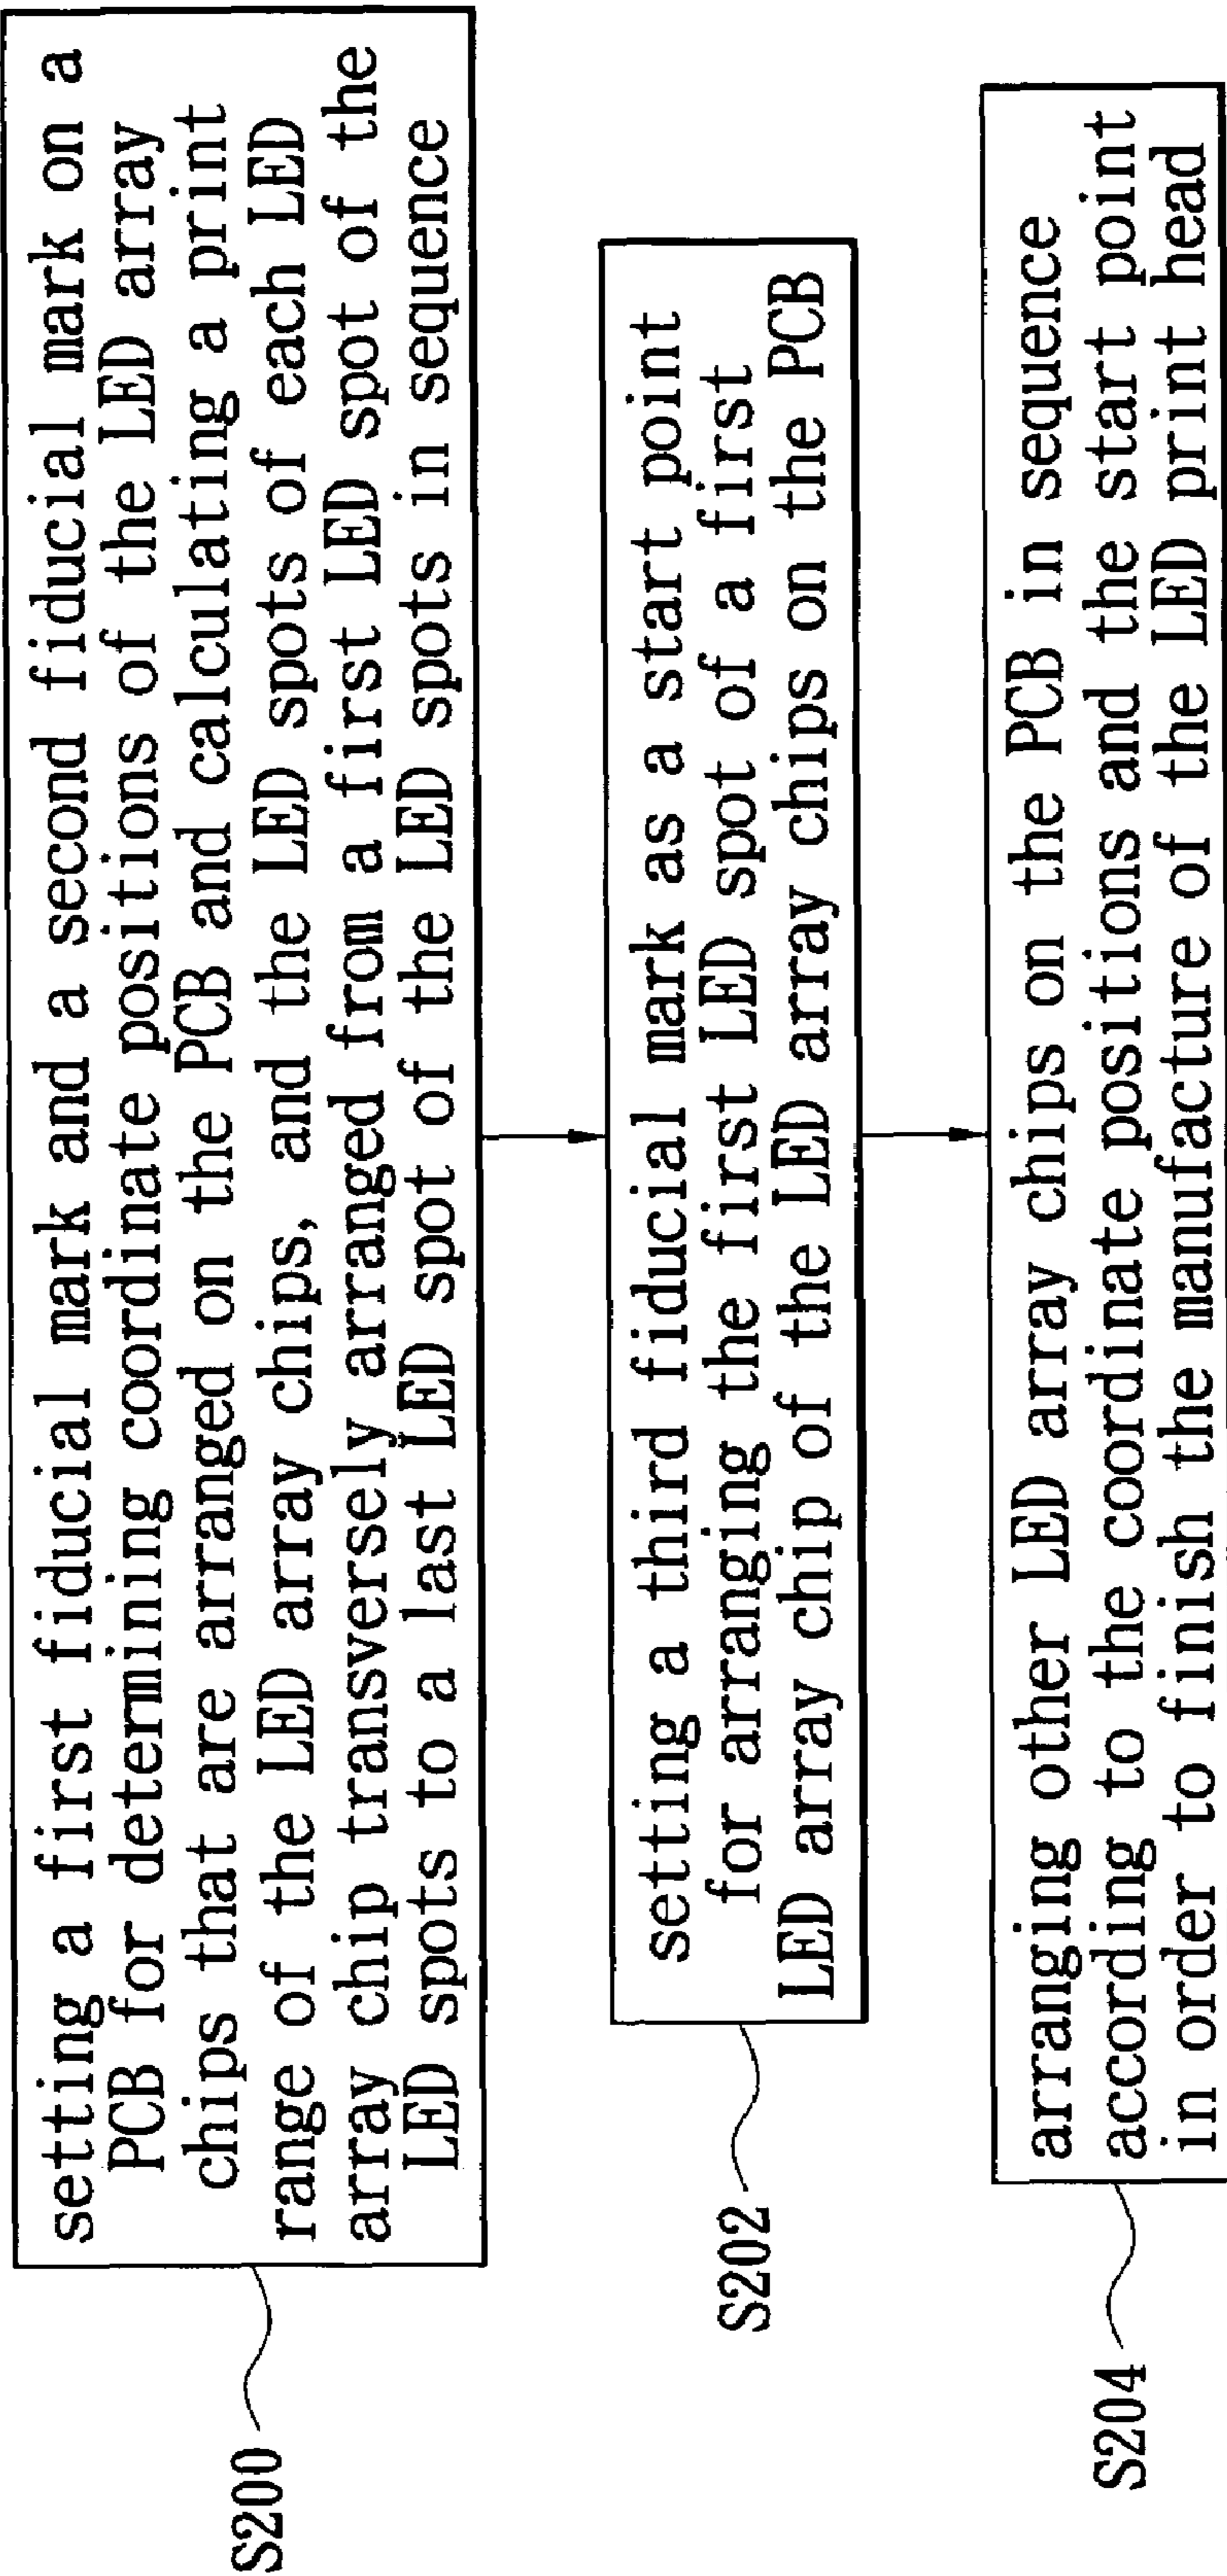 setting a first fiducial mark and a second fiducial mark on a
PCB for determining coordinate positions of the LED array
chips that are arranged on the PCB and calculating a print
range of the LED array chips, and the LED spots of each LED
array chip transversely arranged from a first LED spot of the
LED spots to a last LED spot of the LED spots in sequence
S200
setting a third fiducial mark as a start point
for arranging the first LED spot of a first
LED array chip of the LED array chips on the PCB
S202
arranging other LED array chips on the PCB in sequence
according to the coordinate positions and the start point
in order to finish the manufacture of the LED print head
S204